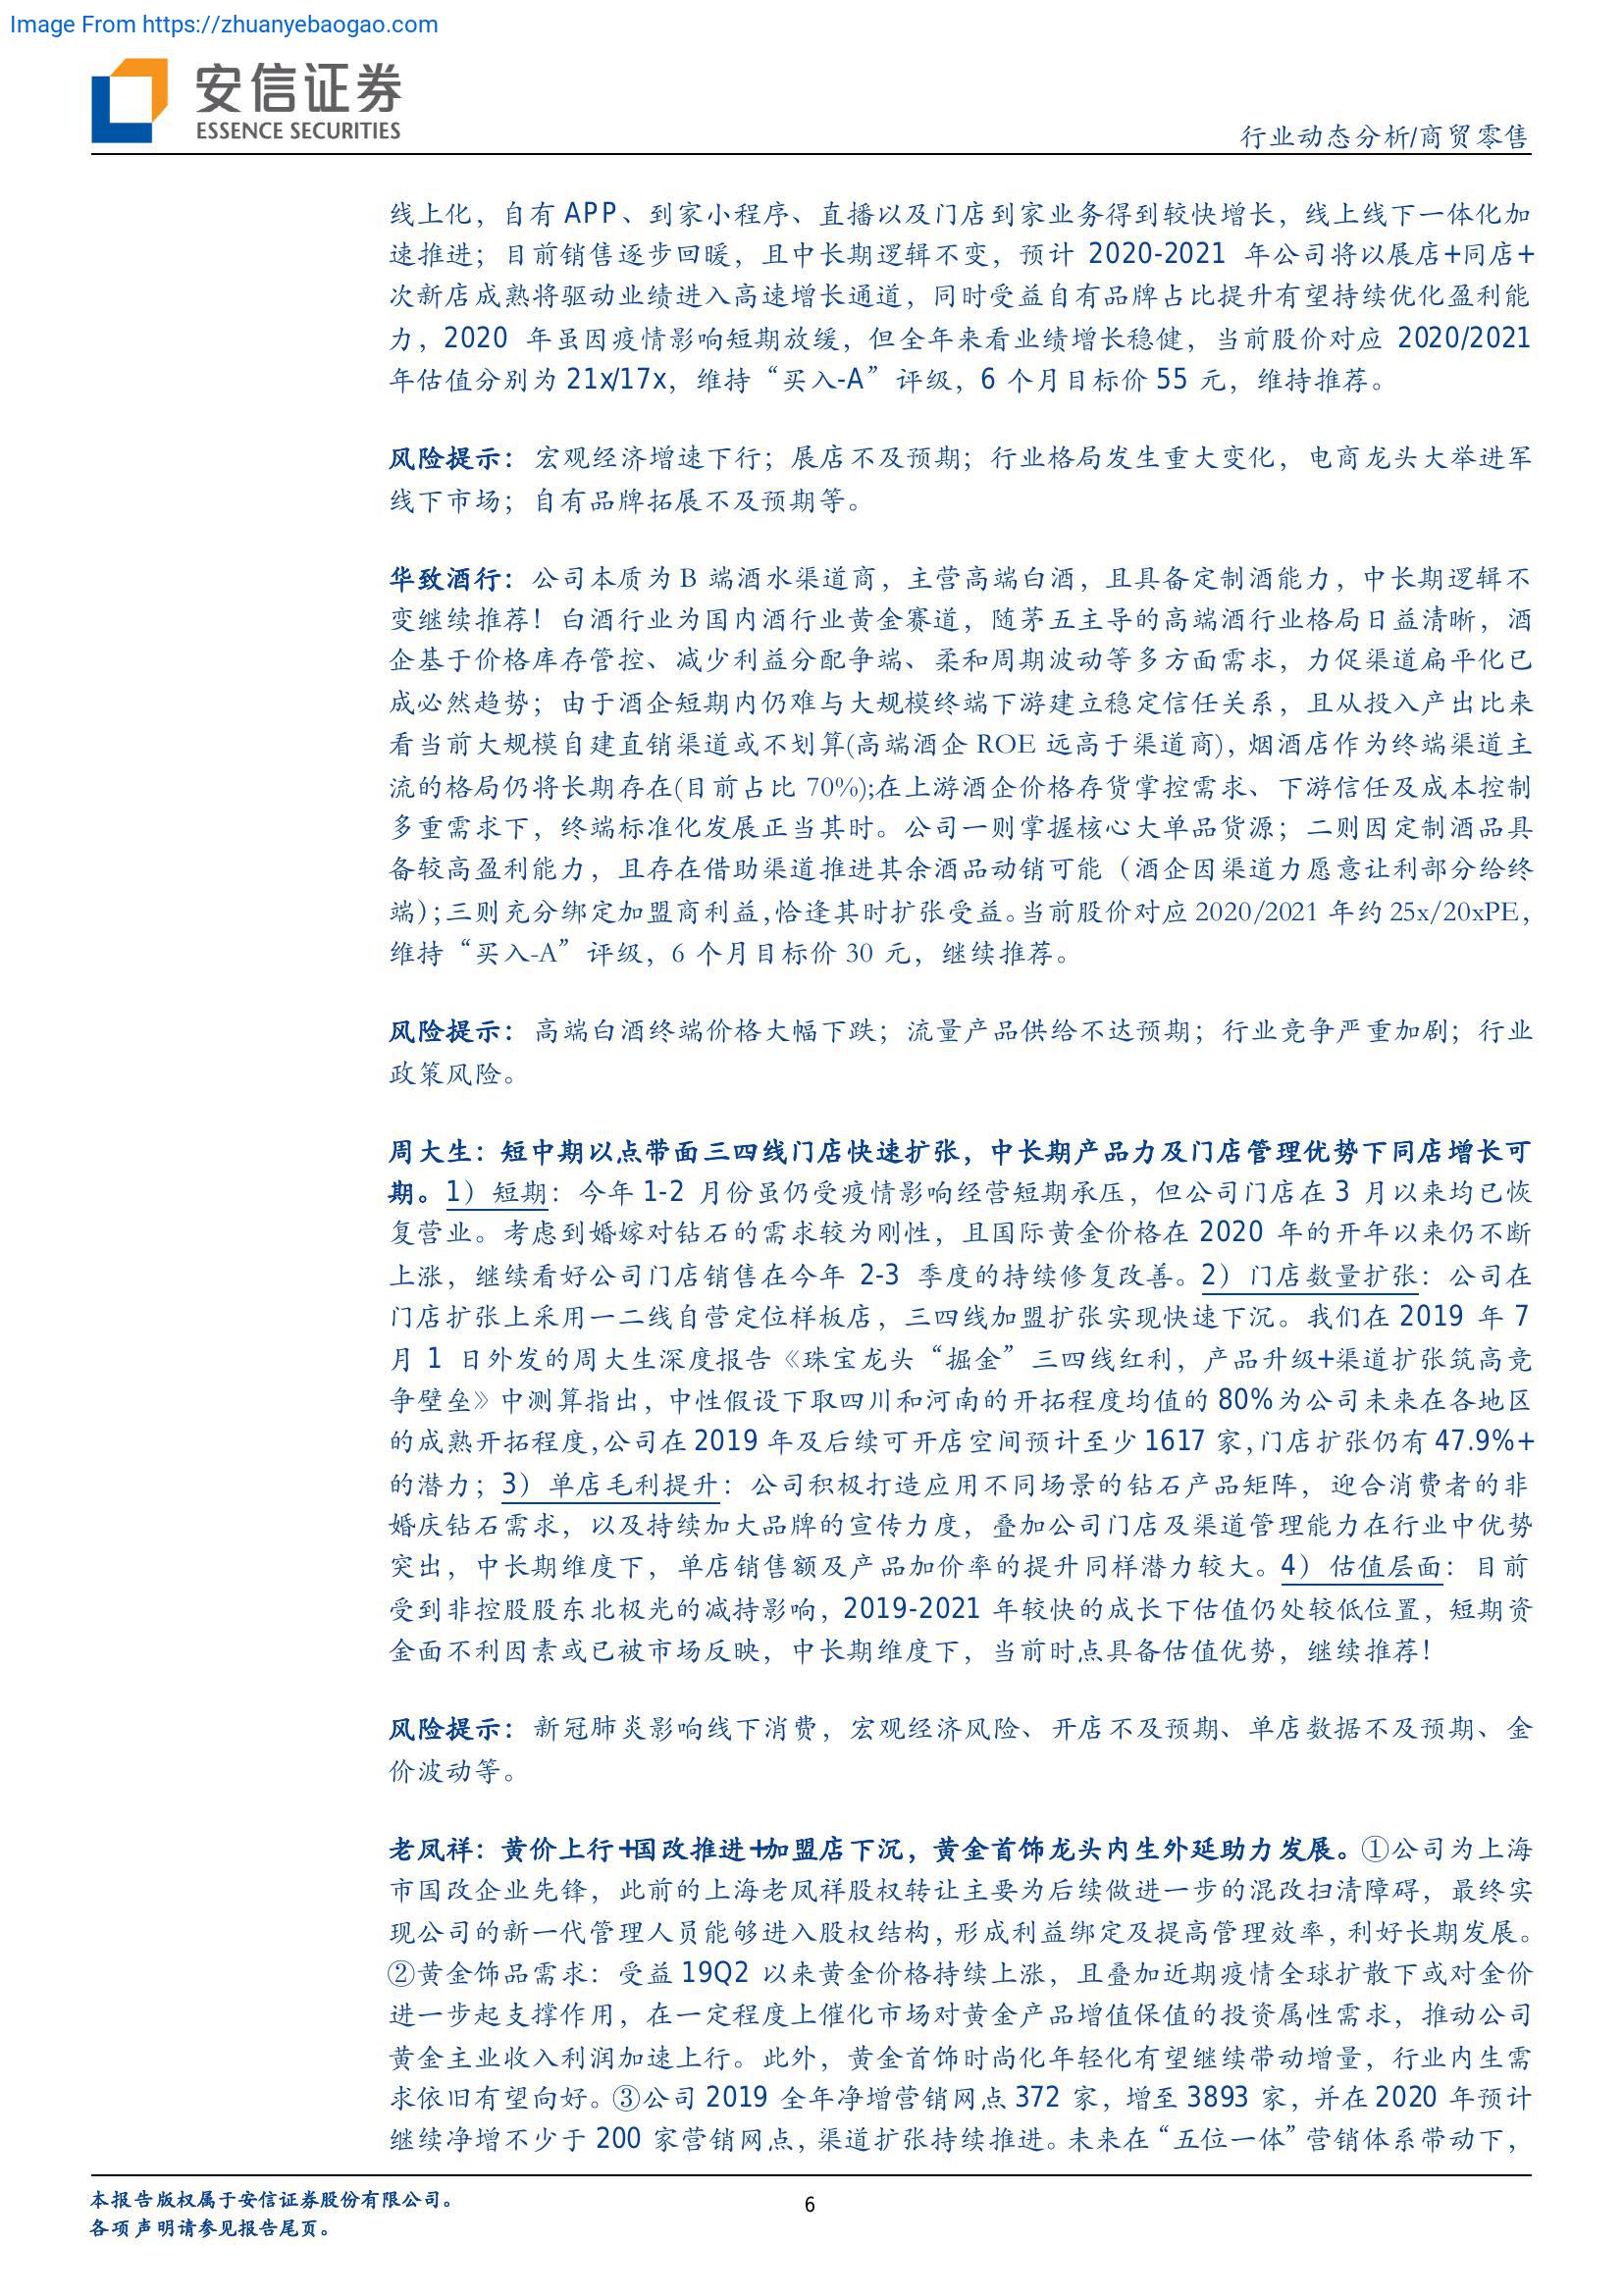 Image From https://zhuanyebaogao.com
安信证券
ESSENCE SECURITIES
行业动态分析/商贸零售
线上化，自有 APP、到家小程序、直播以及门店到家业务得到较快增长，线上线下一体化加
速推进；目前销售逐步回暖，且中长期逻辑不变，预计 2020-2021 年公司将以展店+同店+
次新店成熟将驱动业绩进入高速增长通道，同时受益自有品牌占比提升有望持续优化盈利能
力，2020 年虽因疫情影响短期放缓，但全年来看业绩增长稳健，当前股价对应 2020/2021
年估值分别为 21x/17x，维持“买入-A”评级，6 个月目标价 55 元，维持推荐。
风险提示：宏观经济增速下行；展店不及预期；行业格局发生重大变化，电商龙头大举进军
线下市场；自有品牌拓展不及预期等。
华致酒行：公司本质为 B 端酒水渠道商，主营高端白酒，且具备定制酒能力，中长期逻辑不
变继续推荐！白酒行业为国内酒行业黄金赛道，随茅五主导的高端酒行业格局日益清晰，酒
企基于价格库存管控、减少利益分配争端、柔和周期波动等多方面需求，力促渠道扁平化已
成必然趋势；由于酒企短期内仍难与大规模终端下游建立稳定信任关系，且从投入产出比来
看当前大规模自建直销渠道或不划算(高端酒企 ROE 远高于渠道商)，烟酒店作为终端渠道主
流的格局仍将长期存在(目前占比 70%);在上游酒企价格存货掌控需求、下游信任及成本控制
多重需求下，终端标准化发展正当其时。公司一则掌握核心大单品货源；二则因定制酒品具
备较高盈利能力，且存在借助渠道推进其余酒品动销可能（酒企因渠道力愿意让利部分给终
端）；三则充分绑定加盟商利益，恰逢其时扩张受益。当前股价对应 2020/2021 年约 25x/20xPE，
维持“买入-A”评级，6 个月目标价 30 元，继续推荐。
风险提示：高端白酒终端价格大幅下跌；流量产品供给不达预期；行业竞争严重加剧；行业
政策风险。
周大生：短中期以点带面三四线门店快速扩张，中长期产品力及门店管理优势下同店增长可
期。1）短期：今年 1-2 月份虽仍受疫情影响经营短期承压，但公司门店在 3 月以来均已恢
复营业。考虑到婚嫁对钻石的需求较为刚性，且国际黄金价格在 2020 年的开年以来仍不断
上涨，继续看好公司门店销售在今年 2-3 季度的持续修复改善。2）门店数量扩张：公司在
门店扩张上采用一二线自营定位样板店，三四线加盟扩张实现快速下沉。我们在 2019 年 7
月 1 日外发的周大生深度报告《珠宝龙头“掘金”三四线红利，产品升级+渠道扩张筑高竞
争壁垒》中测算指出，中性假设下取四川和河南的开拓程度均值的 80%为公司未来在各地区
的成熟开拓程度，公司在 2019 年及后续可开店空间预计至少 1617 家，门店扩张仍有 47.9%+
的潜力；3）单店毛利提升：公司积极打造应用不同场景的钻石产品矩阵，迎合消费者的非
婚庆钻石需求，以及持续加大品牌的宣传力度，叠加公司门店及渠道管理能力在行业中优势
突出，中长期维度下，单店销售额及产品加价率的提升同样潜力较大。4）估值层面：目前
受到非控股股东北极光的减持影响，2019-2021 年较快的成长下估值仍处较低位置，短期资
金面不利因素或已被市场反映，中长期维度下，当前时点具备估值优势，继续推荐！
风险提示：新冠肺炎影响线下消费，宏观经济风险、开店不及预期、单店数据不及预期、金
价波动等。
老凤祥：黄价上行+国改推进+加盟店下沉，黄金首饰龙头内生外延助力发展。①公司为上海
市国改企业先锋，此前的上海老凤祥股权转让主要为后续做进一步的混改扫清障碍，最终实
现公司的新一代管理人员能够进入股权结构，形成利益绑定及提高管理效率，利好长期发展。
②黄金饰品需求：受益 19Q2 以来黄金价格持续上涨，且叠加近期疫情全球扩散下或对金价
进一步起支撑作用，在一定程度上催化市场对黄金产品增值保值的投资属性需求，推动公司
黄金主业收入利润加速上行。此外，黄金首饰时尚化年轻化有望继续带动增量，行业内生需
求依旧有望向好。③公司 2019 全年净增营销网点 372 家，增至 3893 家，并在 2020 年预计
继续净增不少于 200 家营销网点，渠道扩张持续推进。未来在“五位一体”营销体系带动下，
本报告版权属于安信证券股份有限公司。
各项声明请参见报告尾页。
6